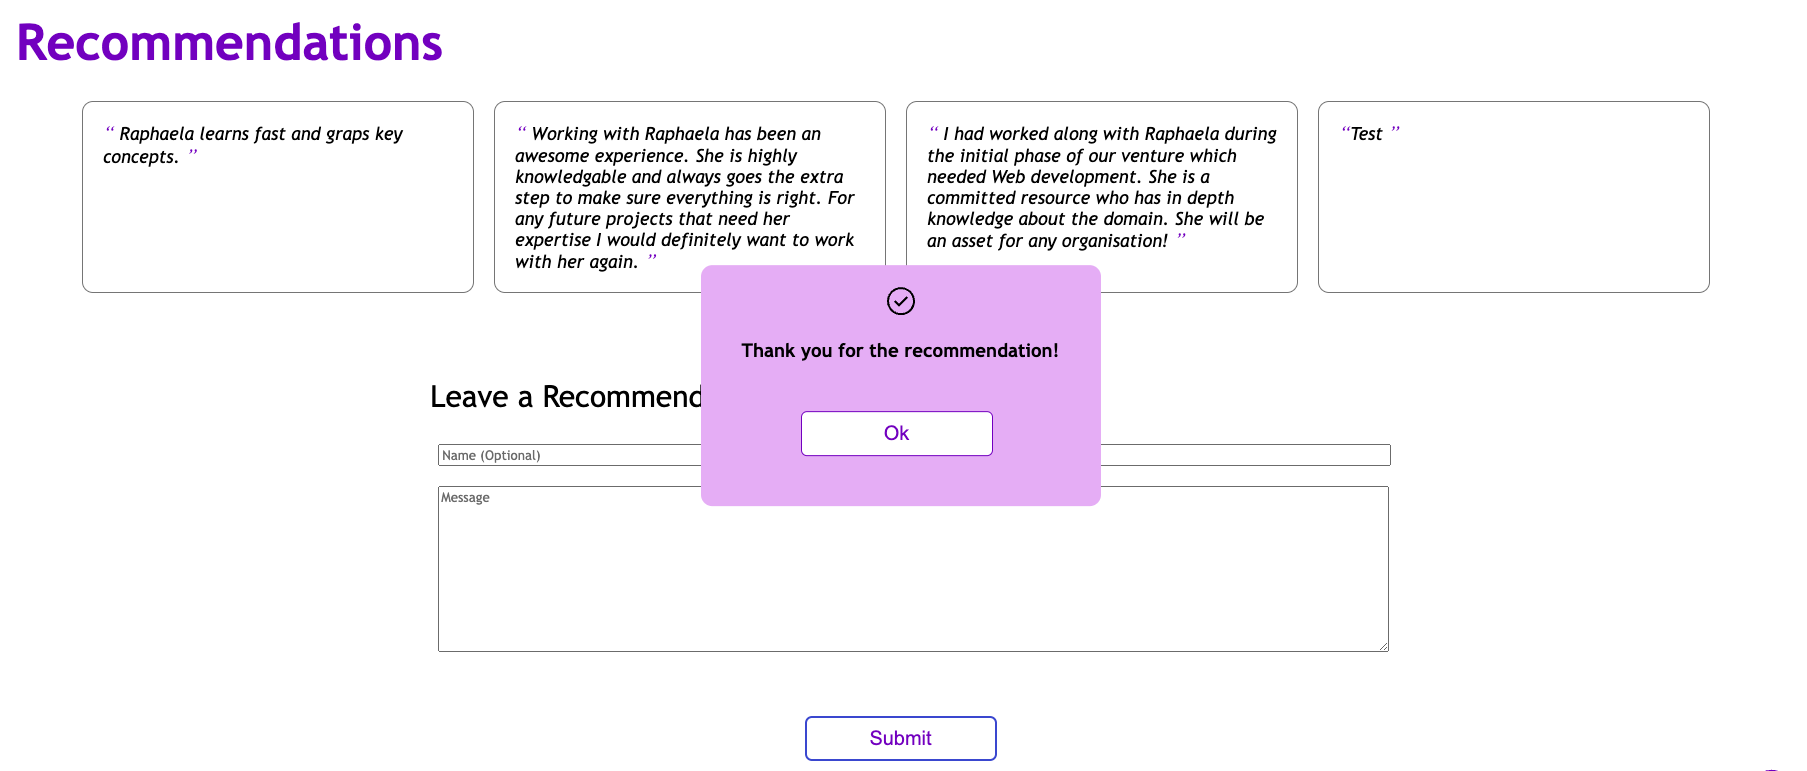 Recommendations
“ Raphaela learns fast and graps key
concepts. ”
“ Working with Raphaela has been an
awesome experience. She is highly
knowledgable and always goes the extra
step to make sure everything is right. For
any future projects that need her
expertise I would definitely want to work
with her again. ”
“ I had worked along with Raphaela during
the initial phase of our venture which
needed Web development. She is a
committed resource who has in depth
knowledge about the domain. She will be
an asset for any organisation! ”
“Test ”
Thank you for the recommendation!
Ok
Leave a Recommend
Name (Optional)
Message
Submit